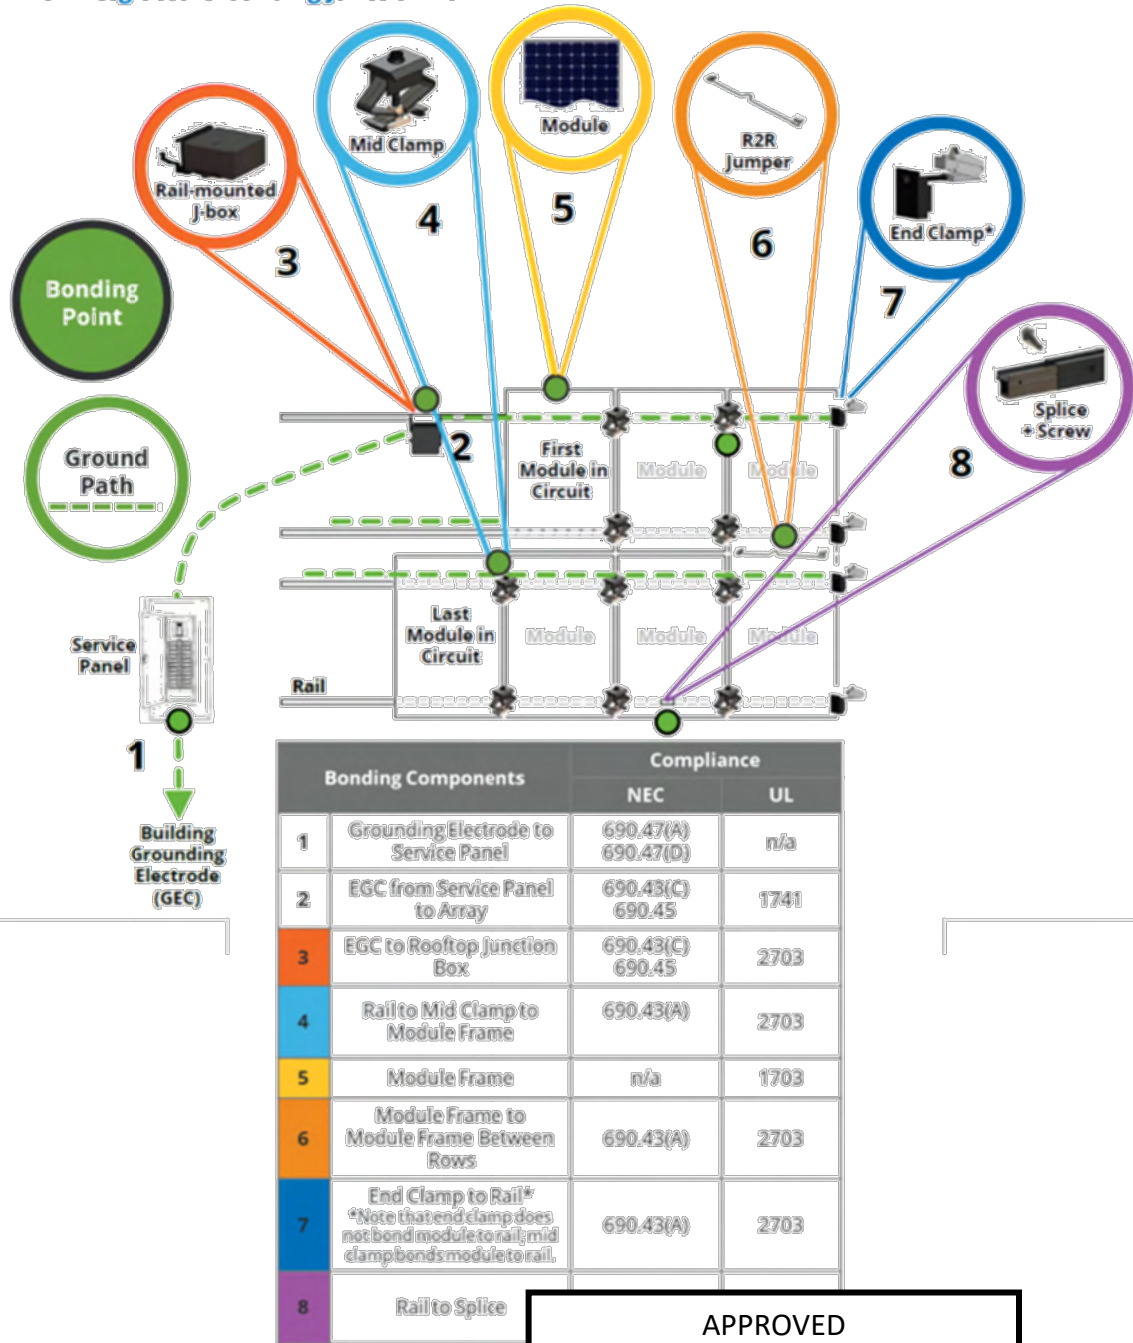 Mid Clamp
Module
R2R
Jumper
Rail-mounted
J-box
End Clamp*
3
4
5
6
7
Bonding
Point
Splice
+ Screw
8
Ground
Path
2
First
Module in
Circuit
Module
Module
Last
Module in
Circuit
Module
Module
Module
Service
Panel
Rail
1
Building
Grounding
Electrode
(GEC)
Bonding Components
Compliance
NEC
UL
1
Grounding Electrode to
Service Panel
690.47(A)
690.47(D)
n/a
2
EGC from Service Panel
to Array
690.43(C)
690.45
1741
3
EGC to Rooftop Junction
Box
690.43(C)
690.45
2703
4
Rail to Mid Clamp to
Module Frame
690.43(A)
2703
5
Module Frame
n/a
1703
6
Module Frame to
Module Frame Between
Rows
690.43(A)
2703
7
End Clamp to Rail*
*Note that end clamp does
not bond module to rail; mid
clamp bonds module to rail.
690.43(A)
2703
8
Rail to Splice
APPROVED